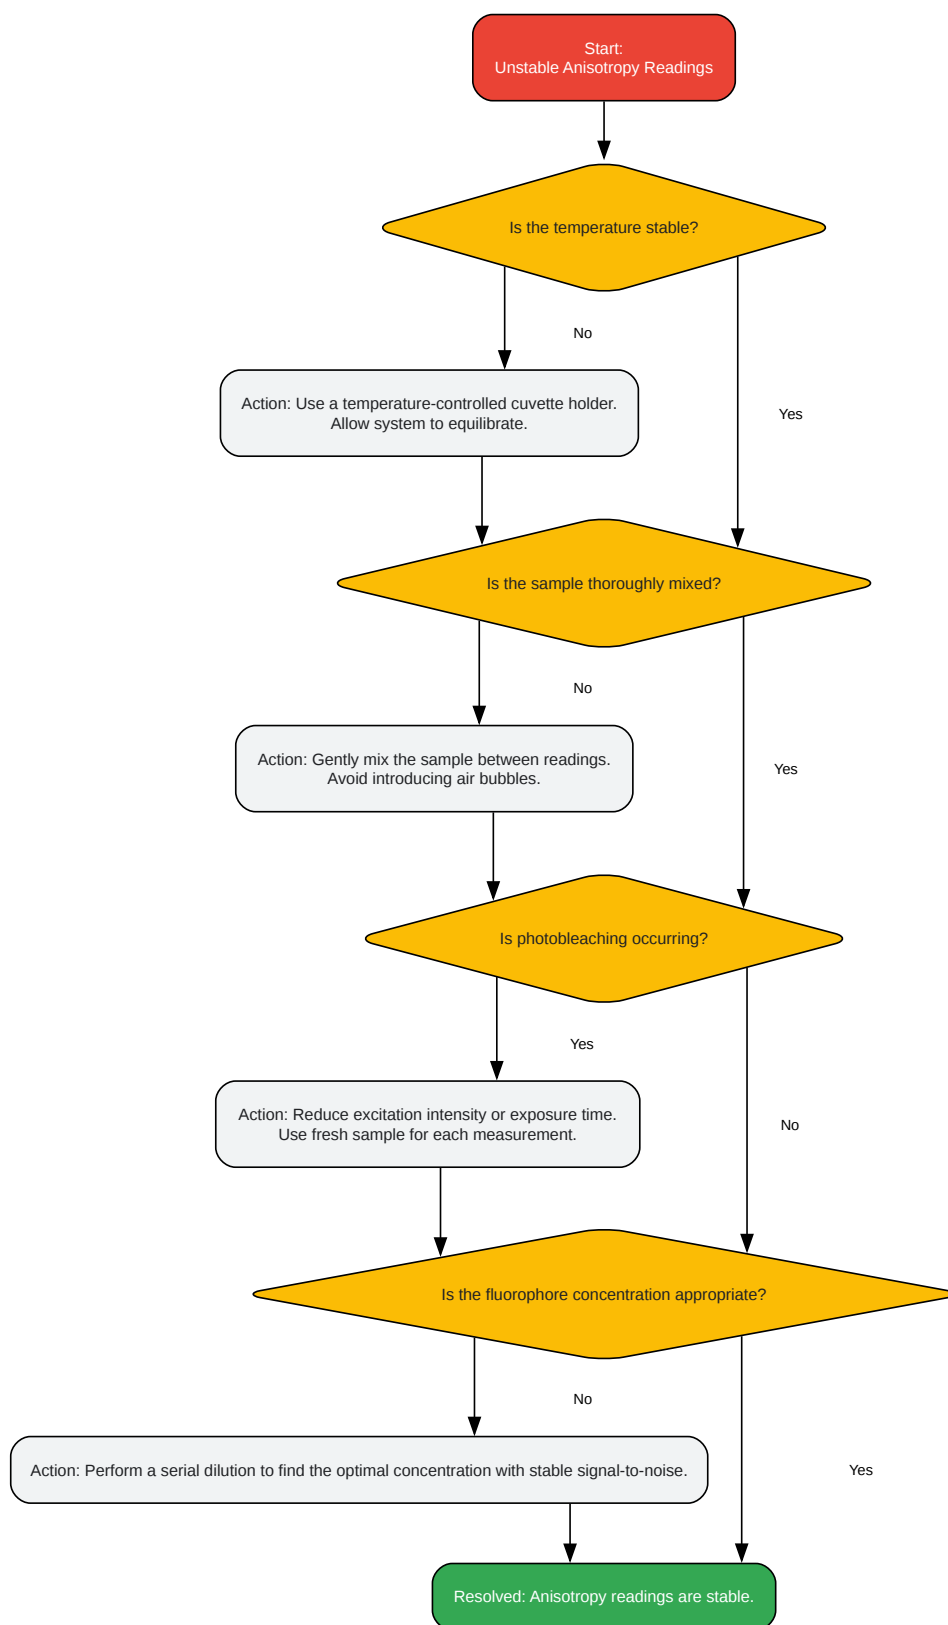 Start:
Unstable Anisotropy Readings
Is the temperature stable?
No
Action: Use a temperature-controlled cuvette holder.
Allow system to equilibrate.
Yes
Is the sample thoroughly mixed?
No
Action: Gently mix the sample between readings.
Avoid introducing air bubbles.
Yes
Is photobleaching occurring?
Yes
Action: Reduce excitation intensity or exposure time.
Use fresh sample for each measurement.
No
Is the fluorophore concentration appropriate?
No
Action: Perform a serial dilution to find the optimal concentration with stable signal-to-noise.
Yes
Resolved: Anisotropy readings are stable.